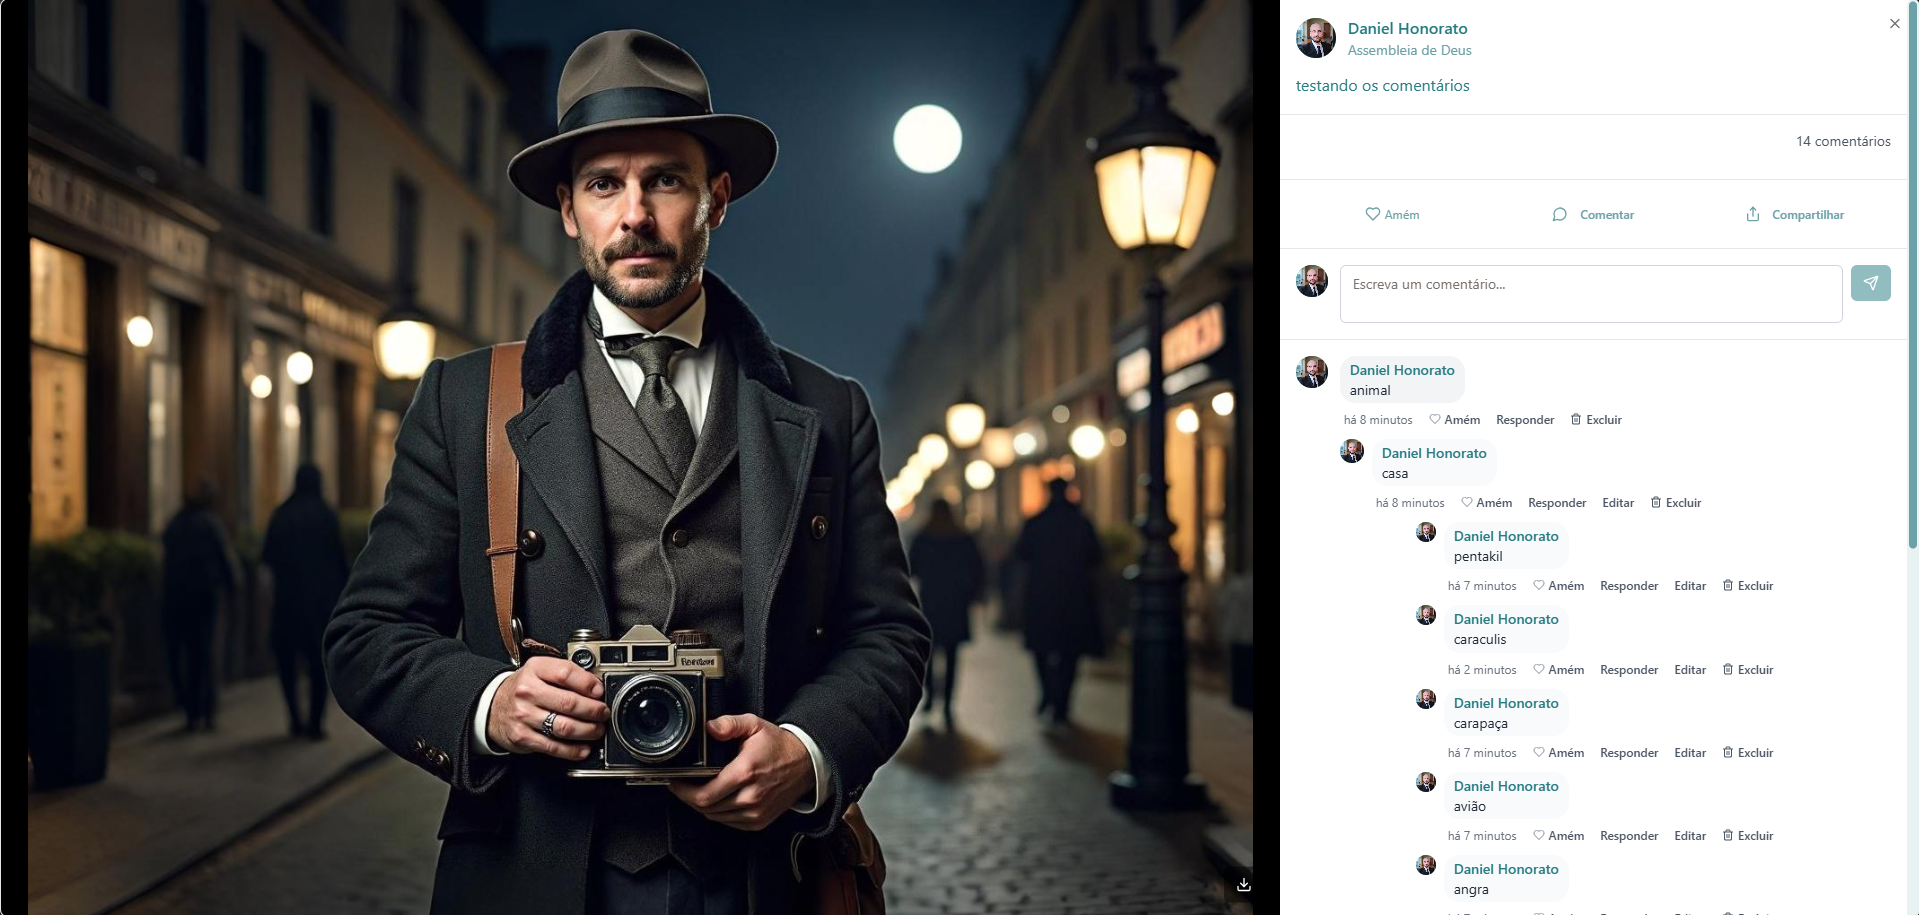 Daniel Honorato
Assembleia de Deus
testando os comentários
14 comentários
Amém Comentar Compartilhar
Escreva um comentário...
Daniel Honorato
animal
há 8 minutos Amém Responder Excluir
Daniel Honorato
casa
há 8 minutos Amém Responder Editar Excluir
Daniel Honorato
pentakil
há 7 minutos Amém Responder Editar Excluir
Daniel Honorato
caraculis
há 2 minutos Amém Responder Editar Excluir
Daniel Honorato
carapaça
há 7 minutos Amém Responder Editar Excluir
Daniel Honorato
avião
há 7 minutos Amém Responder Editar Excluir
Daniel Honorato
angra